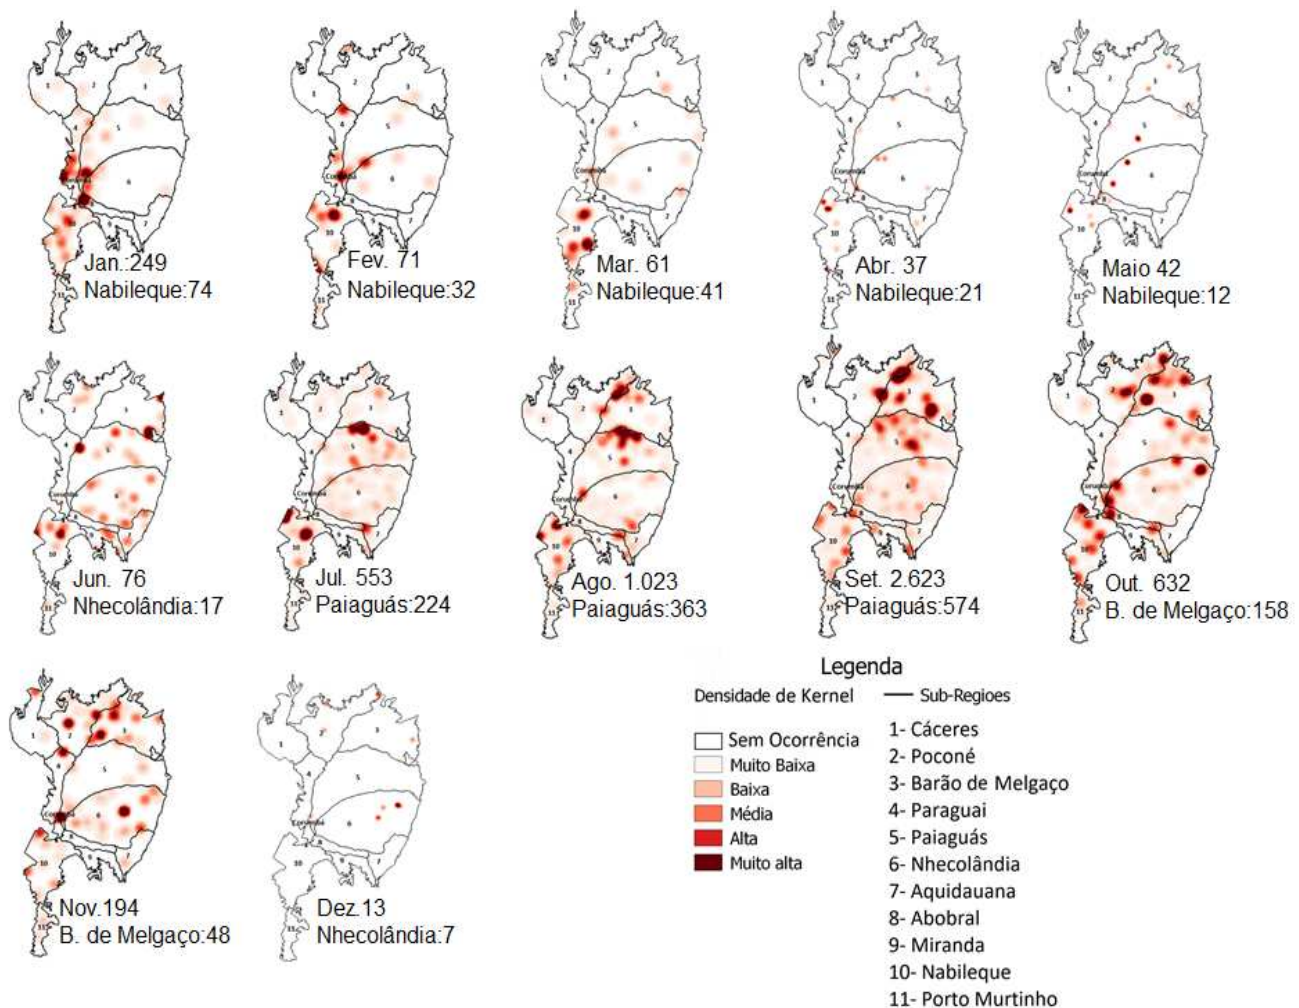 Jan.:249
Nabileque:74
Fev. 71
Nabileque:32
Mar. 61
Nabileque:41
Abr. 37
Nabileque:21
Maio 42
Nabileque:12
Jun. 76
Nhecolândia:17
Jul. 553
Paiaguás:224
Ago. 1.023
Paiaguás:363
Set. 2.623
Paiaguás:574
Out. 632
B. de Melgaço:158
Nov.194
B. de Melgaço:48
Dez.13
Nhecolândia:7
Legenda
Densidade de Kernel
Sem Ocorrência
Muito Baixa
Baixa
Média
Alta
Muito alta
Sub-Regioes
1- Cáceres
2- Poconé
3- Barão de Melgaço
4- Paraguai
5- Paiaguás
6- Nhecolândia
7- Aquidauana
8- Abobral
9- Miranda
10- Nabileque
11- Porto Murtinho